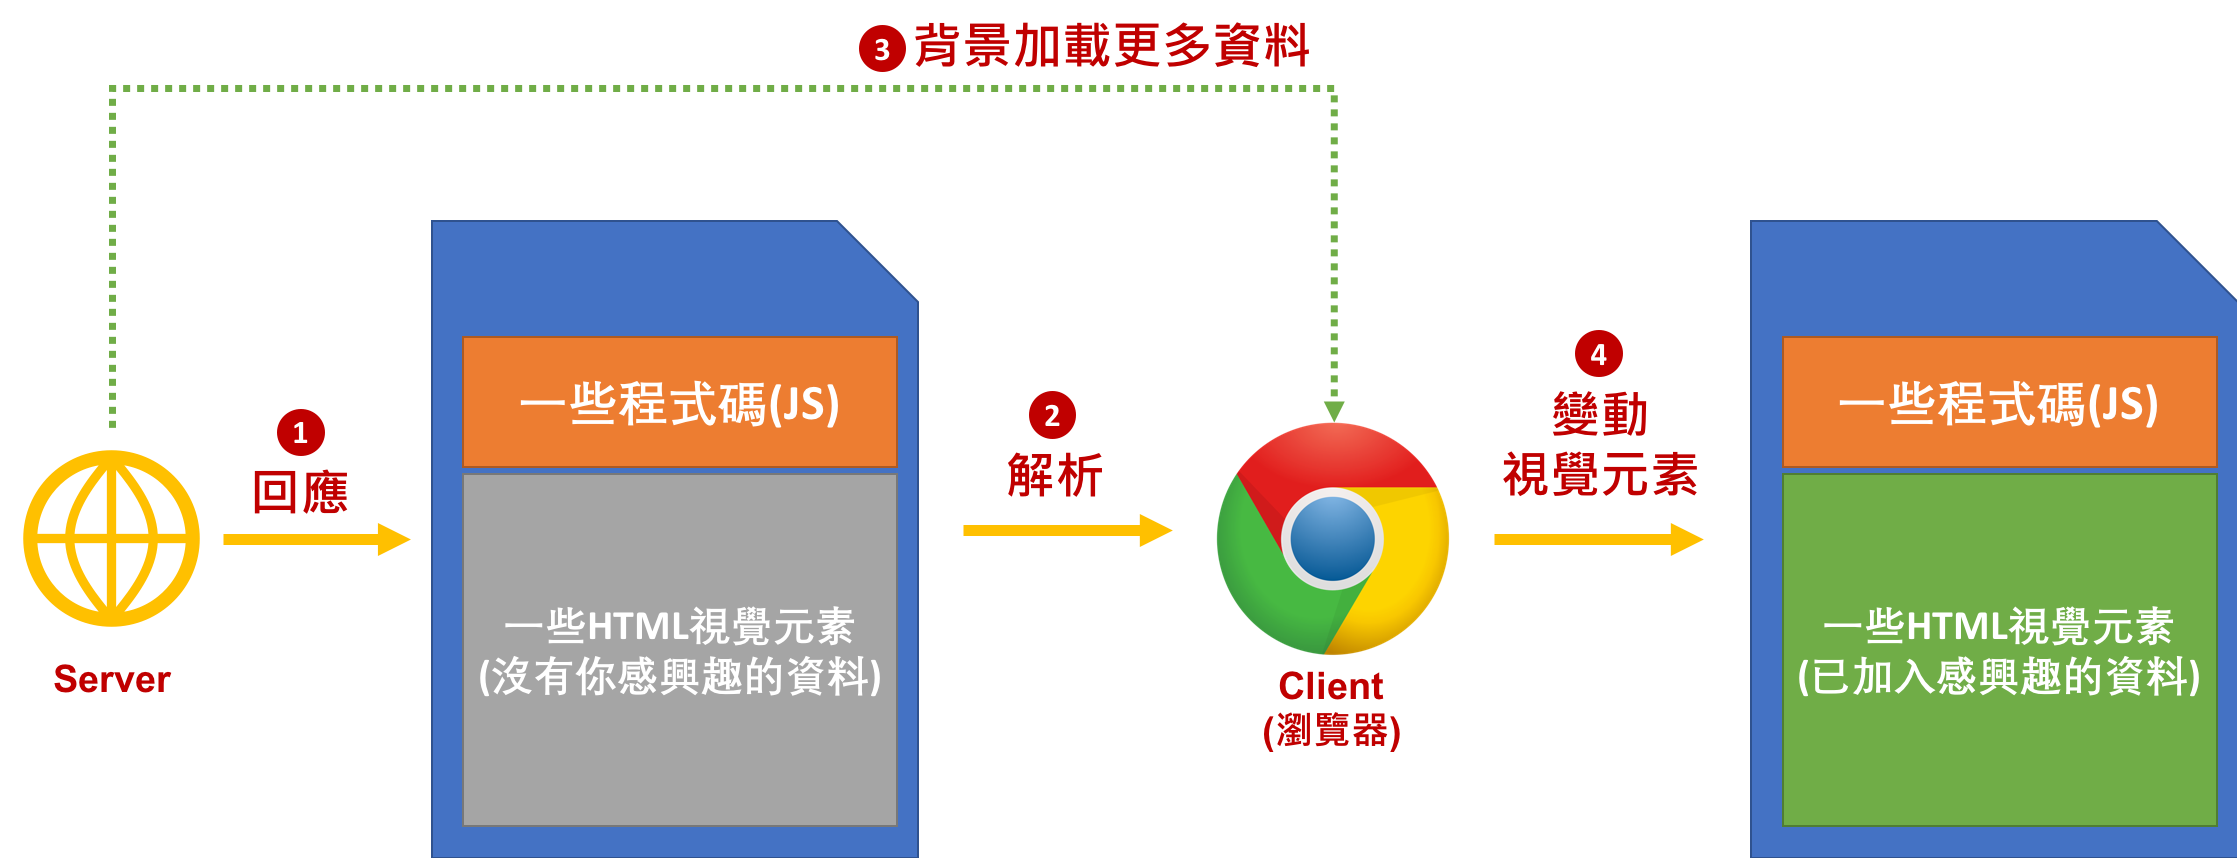 3 背景加載更多資料
1
回應
Server
一些程式碼(JS)
一些HTML視覺元素
(沒有你感興趣的資料)
2
解析
Client
(瀏覽器)
4
變動
視覺元素
一些程式碼(JS)
一些HTML視覺元素
(已加入感興趣的資料)